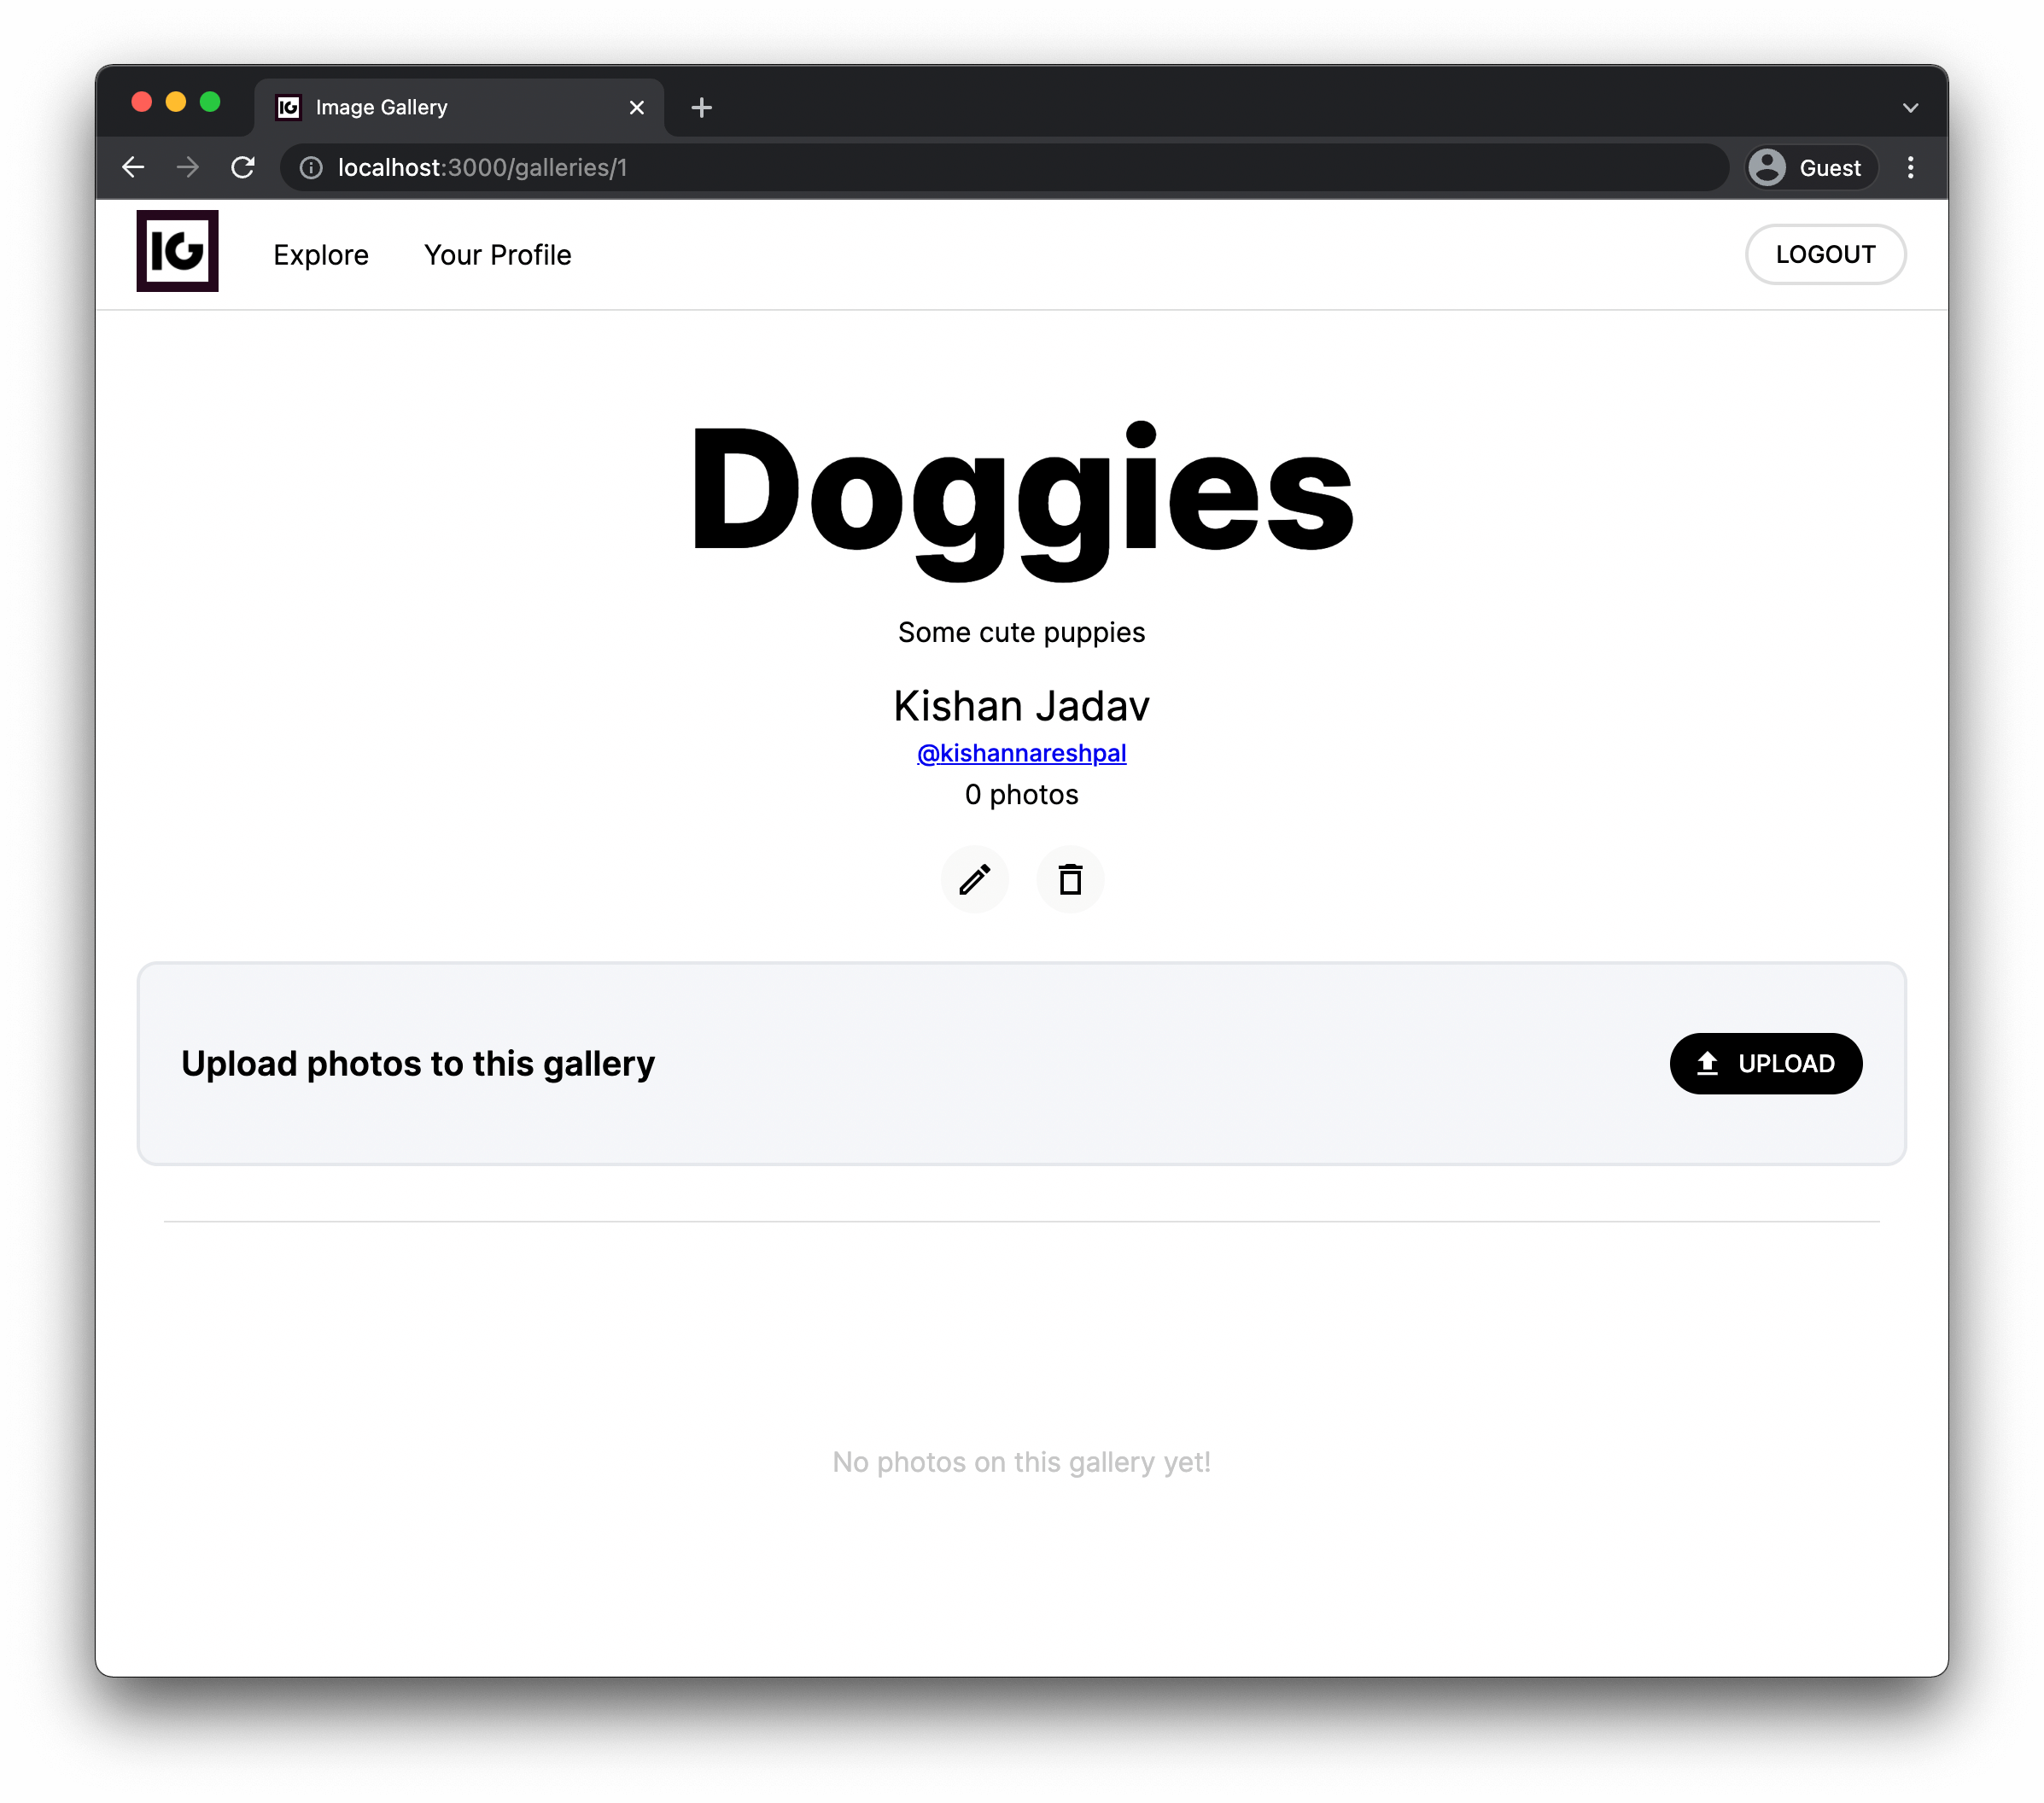 IG Image Gallery
localhost:3000/galleries/1
Guest
IG Explore Your Profile LOGOUT
Doggies
Some cute puppies
Kishan Jadav
@kishannareshpal
0 photos
Upload photos to this gallery
UPLOAD
No photos on this gallery yet!